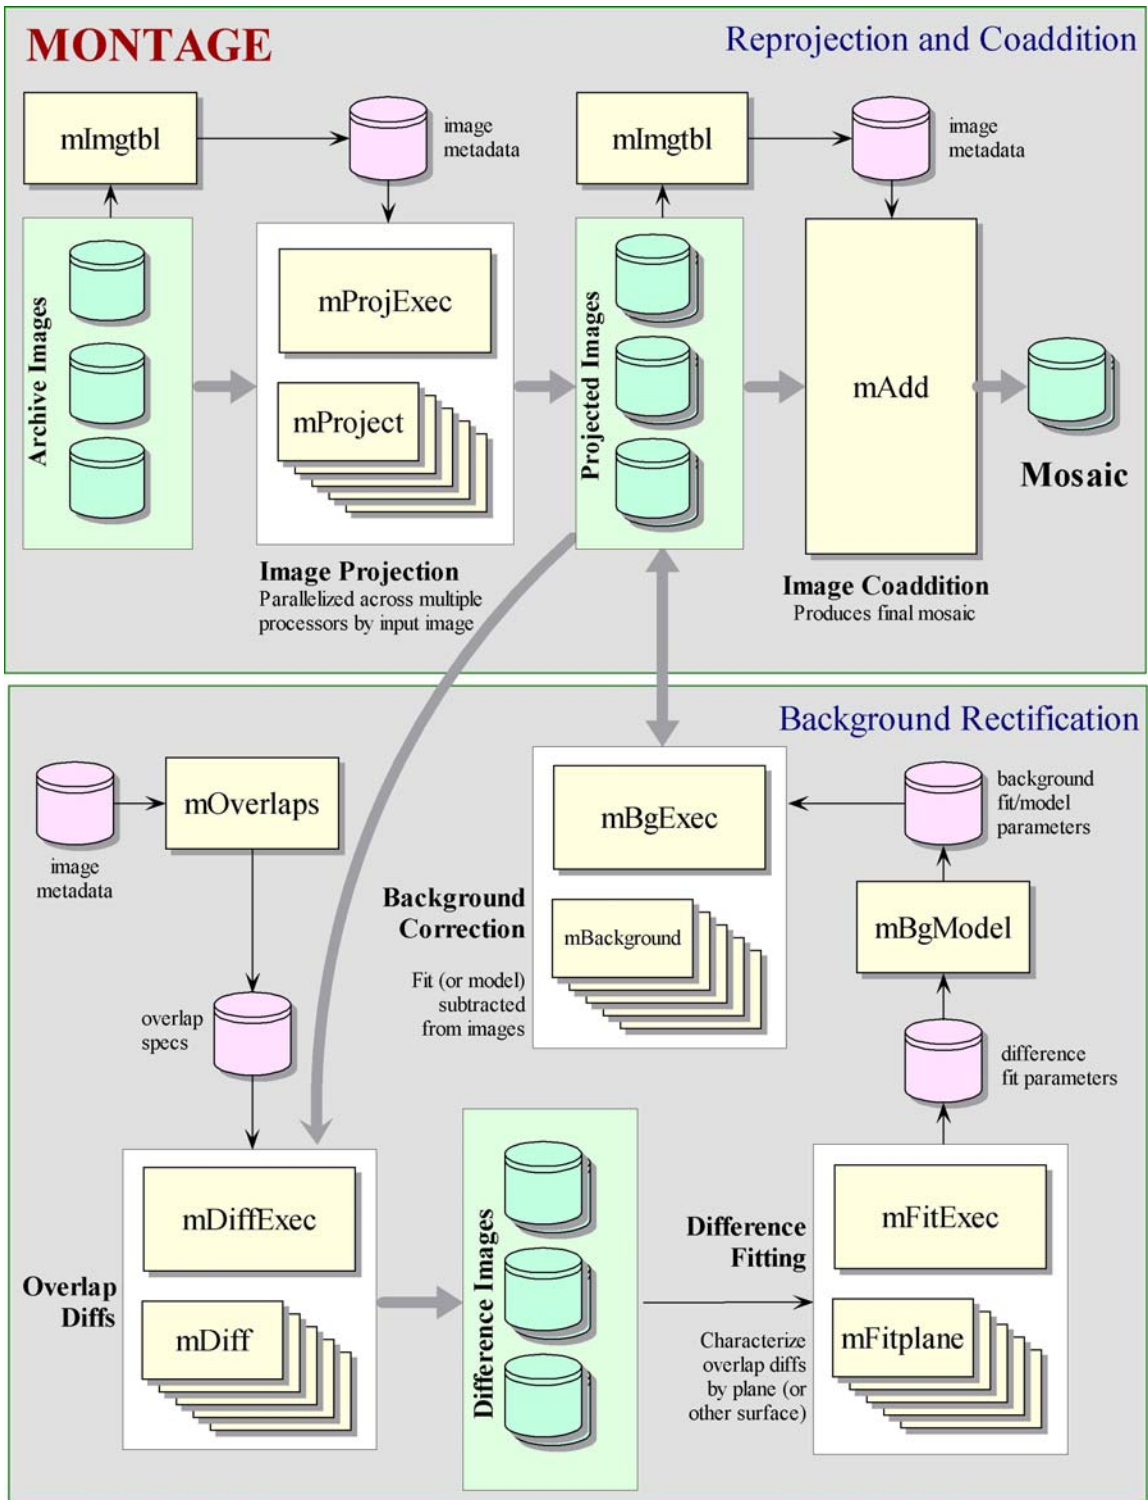 MONTAGE
Reprojection and Coaddition
mImgtbl
image
metadata
mImgtbl
image
metadata
Archive Images
mProjExec
mProject
Projected Images
mAdd
Mosaic
Image Projection
Parallelized across multiple
processors by input image
Image Coaddition
Produces final mosaic
Background Rectification
image
metadata
mOverlaps
overlap
specs
mBgExec
mBackground
Background
Correction
Fit (or model)
subtracted
from images
background
fit/model
parameters
mBgModel
difference
fit parameters
mDiffExec
mDiff
Overlap
Diffs
Difference Images
Difference
Fitting
Characterize
overlap diffs
by plane (or
other surface)
mFitExec
mFitplane